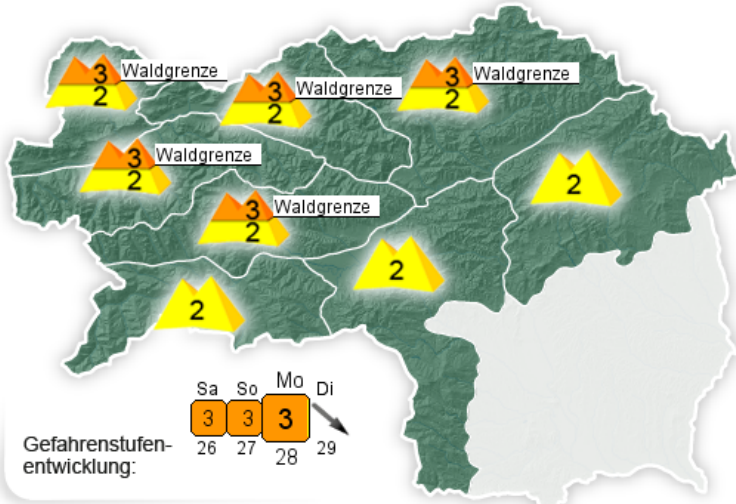 3 Waldgrenze
2
3 Waldgrenze
2
3 Waldgrenze
2
3 Waldgrenze
2
2
3 Waldgrenze
2
2
2
Sa So Mo Di
3 3 3
26 27 28 29
Gefahrenstufen-
entwicklung: